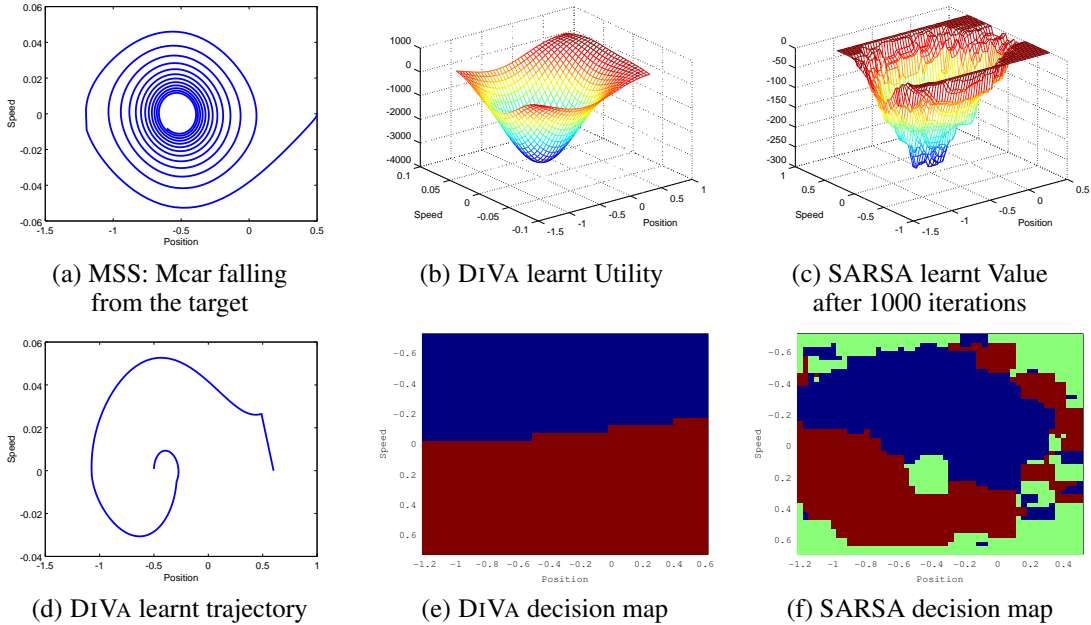 0.06
0.04
0.02
0
-0.02
-0.04
-0.06
Speed
-1.5 -1 -0.5 0 0.5
Position
1000
0
-1000
-2000
-3000
-4000
0.1
0.05
0
-0.05
-0.1
Speed
-1.5
-1
-0.5
0
0.5
1
Position
0
-50
-100
-150
-200
-250
-300
1
0.5
0
-0.5
-1
Speed
-1.5
-1
-0.5
0
0.5
Position
(a) MSS: Mcar falling
from the target
(b) DIVA learnt Utility
(c) SARSA learnt Value
after 1000 iterations
0.06
0.04
0.02
0
-0.02
-0.04
Speed
-1.5 -1 -0.5 0 0.5 1
Position
-0.6
-0.4
-0.2
0
0.2
0.4
0.6
Speed
-1.2 -1 -0.8 -0.6 -0.4 -0.2 0 0.2 0.4 0.6
Position
-0.6
-0.4
-0.2
0
0.2
0.4
0.6
Speed
-1.2 -1 -0.8 -0.6 -0.4 -0.2 0 0.2 0.4
Position
(d) DIVA learnt trajectory
(e) DIVA decision map
(f) SARSA decision map